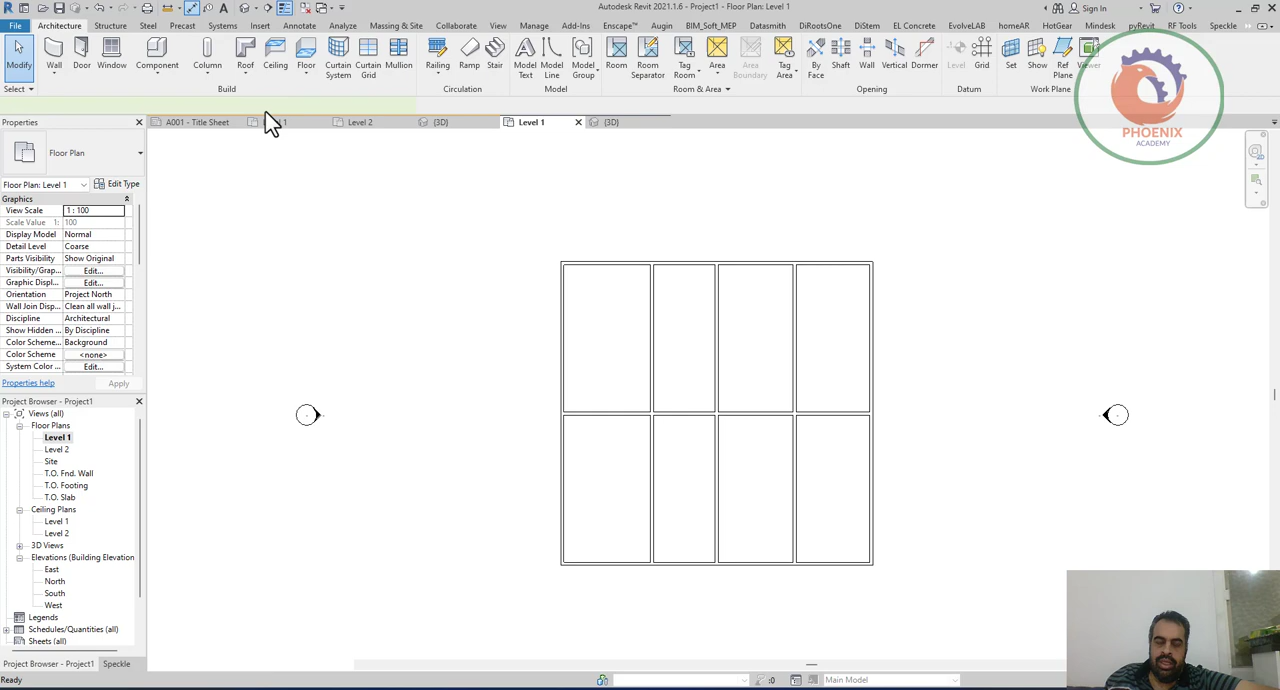 Autodesk Revit 2021.1.6 - Project1 - Floor Plan: Level 1
Sign In
File Architecture Structure Steel Precast Systems Insert Annotate Analyze Massing & Site Collaborate View Manage Add-Ins Enscape™ Augin BIM_Soft_MEP Datasmith DiRootsOne DiStem EL Concrete EvolveLAB homeAR HotGear Mindesk pyRevit RF Tools Speckle
Modify Wall Door Window Component Column Roof Ceiling Floor Curtain System Curtain Grid Mullion Railing Ramp Stair Model Text Model Line Model Group Room Room Separator Tag Room Area Area Boundary Tag Area By Face Shaft Wall Vertical Dormer Level Grid Set Show Ref Plane Viewer
Select Build Circulation Model Room & Area Opening Datum Work Plane
PHOENIX
ACADEMY
Properties
A001 - Title Sheet
1
Level 2
{3D}
Level 1
{3D}
Floor Plan
Floor Plan: Level 1 Edit Type
Graphics
View Scale 1 : 100
Scale Value 1: 100
Display Model Normal
Detail Level Coarse
Parts Visibility Show Original
Visibility/Grap... Edit...
Graphic Displ... Edit...
Orientation Project North
Wall Join Disp... Clean all wall j...
Discipline Architectural
Show Hidden ... By Discipline
Color Scheme... Background
Color Scheme <none>
System Color ... Edit...
Properties help Apply
Project Browser - Project1
Views (all)
Floor Plans
Level 1
Level 2
Site
T.O. Fnd. Wall
T.O. Footing
T.O. Slab
Ceiling Plans
Level 1
Level 2
3D Views
Elevations (Building Elevation
East
North
South
West
Legends
Schedules/Quantities (all)
Sheets (all)
Project Browser - Project1 Speckle
Ready
:0
Main Model